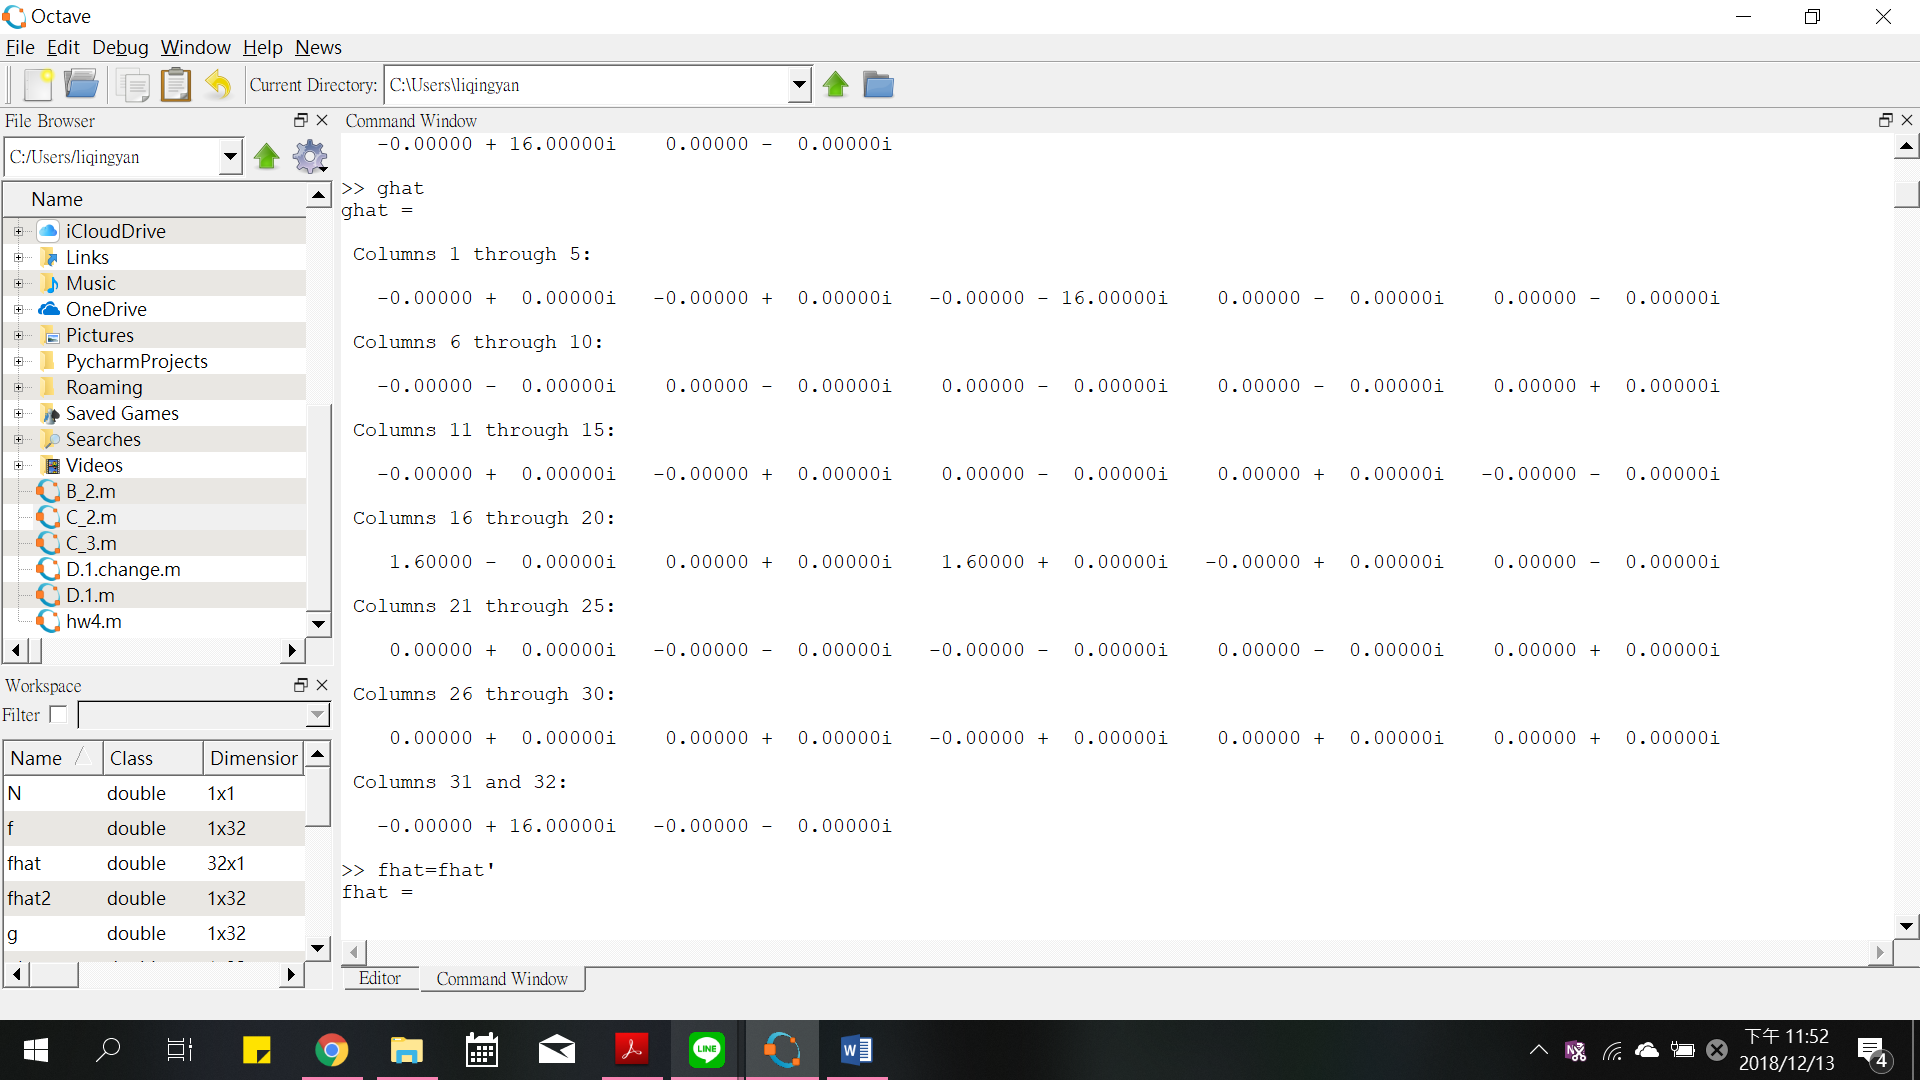 Octave
File Edit Debug Window Help News
Current Directory: C:\Users\liqingyan
File Browser
C:/Users/liqingyan
Name
iCloudDrive
Links
Music
OneDrive
Pictures
PycharmProjects
Roaming
Saved Games
Searches
Videos
B_2.m
C_2.m
C_3.m
D.1.change.m
D.1.m
hw4.m
Workspace
Filter
Name Class Dimension
N double 1x1
f double 1x32
fhat double 32x1
fhat2 double 1x32
g double 1x32
Command Window
-0.00000 + 16.00000i 0.00000 - 0.00000i
>> ghat
ghat =
Columns 1 through 5:
-0.00000 + 0.00000i -0.00000 + 0.00000i -0.00000 - 16.00000i 0.00000 - 0.00000i 0.00000 - 0.00000i
Columns 6 through 10:
-0.00000 - 0.00000i 0.00000 - 0.00000i 0.00000 - 0.00000i 0.00000 - 0.00000i 0.00000 + 0.00000i
Columns 11 through 15:
-0.00000 + 0.00000i -0.00000 + 0.00000i 0.00000 - 0.00000i 0.00000 + 0.00000i -0.00000 - 0.00000i
Columns 16 through 20:
1.60000 - 0.00000i 0.00000 + 0.00000i 1.60000 + 0.00000i -0.00000 + 0.00000i 0.00000 - 0.00000i
Columns 21 through 25:
0.00000 + 0.00000i -0.00000 - 0.00000i -0.00000 - 0.00000i 0.00000 - 0.00000i 0.00000 + 0.00000i
Columns 26 through 30:
0.00000 + 0.00000i 0.00000 + 0.00000i -0.00000 + 0.00000i 0.00000 + 0.00000i 0.00000 + 0.00000i
Columns 31 and 32:
-0.00000 + 16.00000i -0.00000 - 0.00000i
>> fhat=fhat'
fhat =
Editor Command Window
LINE
下午 11:52
2018/12/13
4